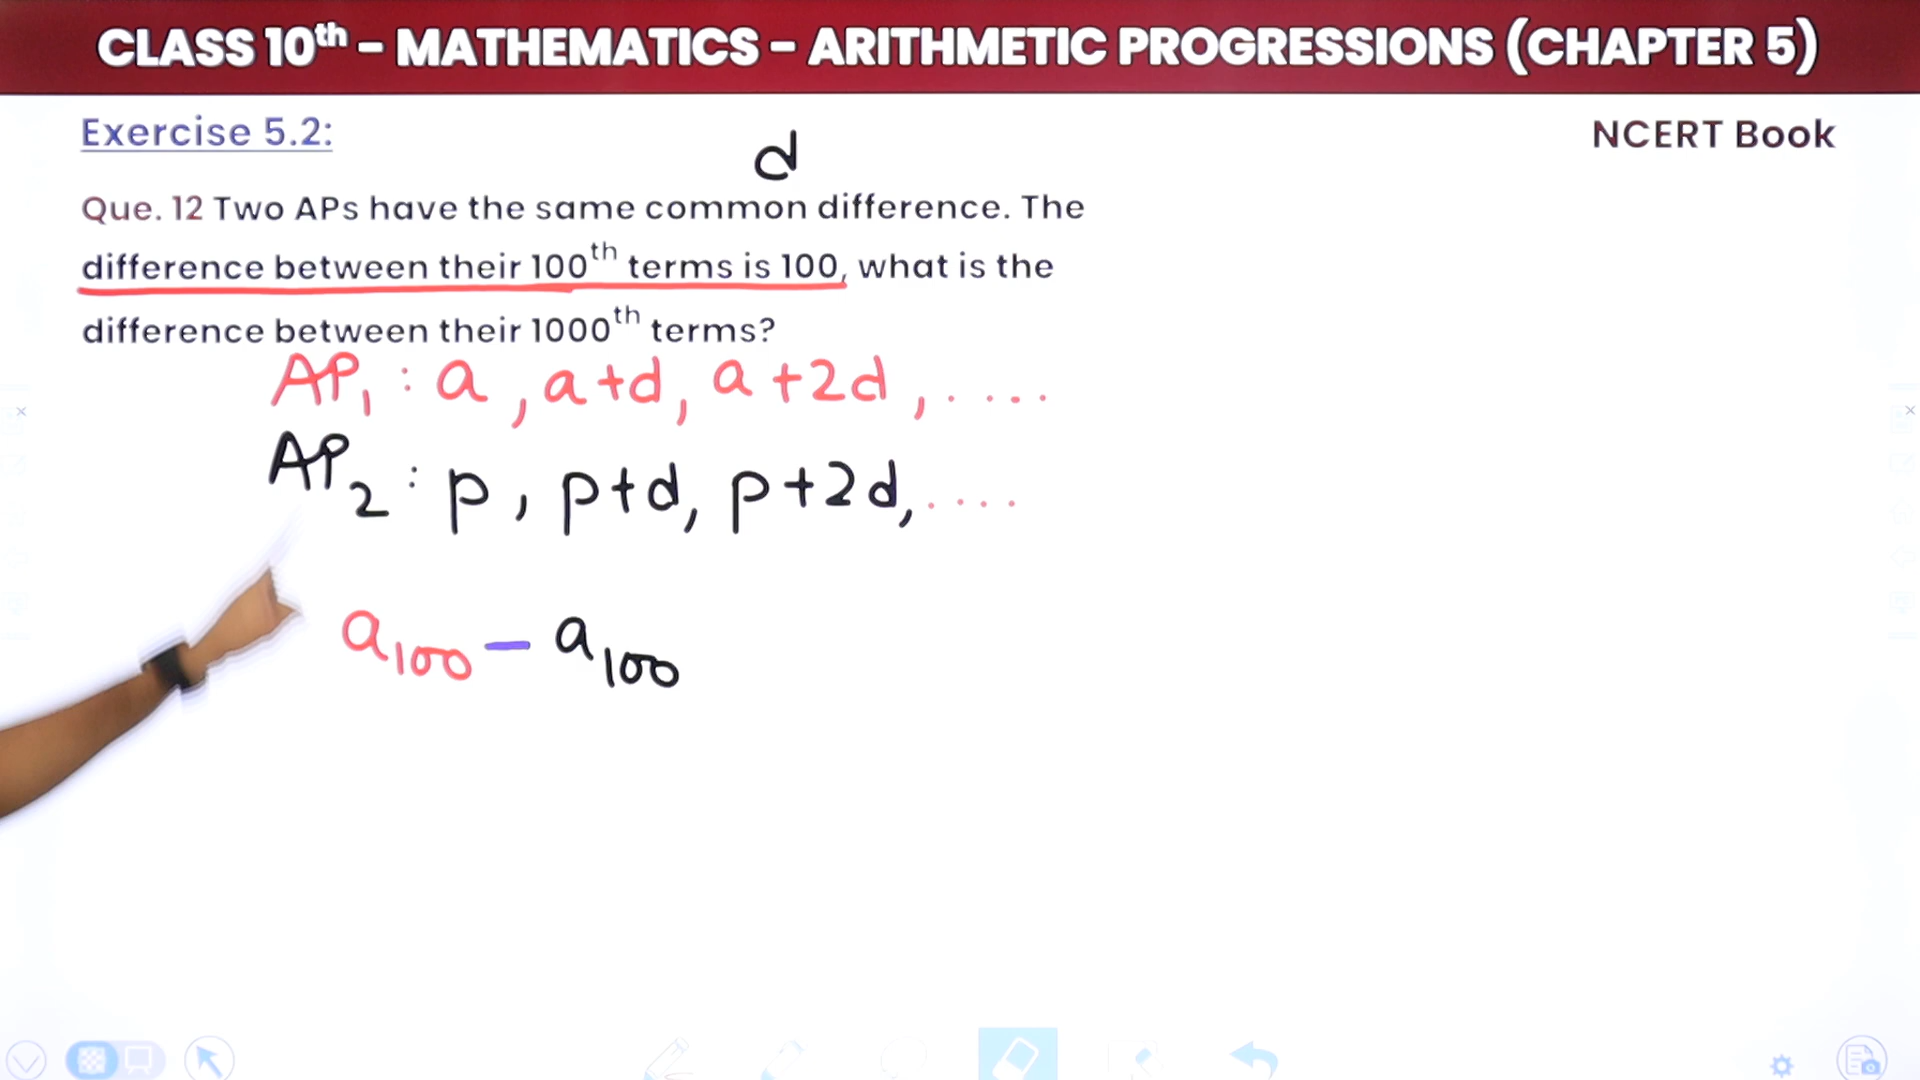 CLASS 10th – MATHEMATICS – ARITHMETIC PROGRESSIONS (CHAPTER 5)
Exercise 5.2:
NCERT Book
d
Que. 12 Two APs have the same common difference. The
difference between their 100th terms is 100, what is the
difference between their 1000th terms?
AP₁ : a, a+d, a+2d, ....
AP₂ : p, p+d, p+2d, ....
a₁₀₀ – a₁₀₀